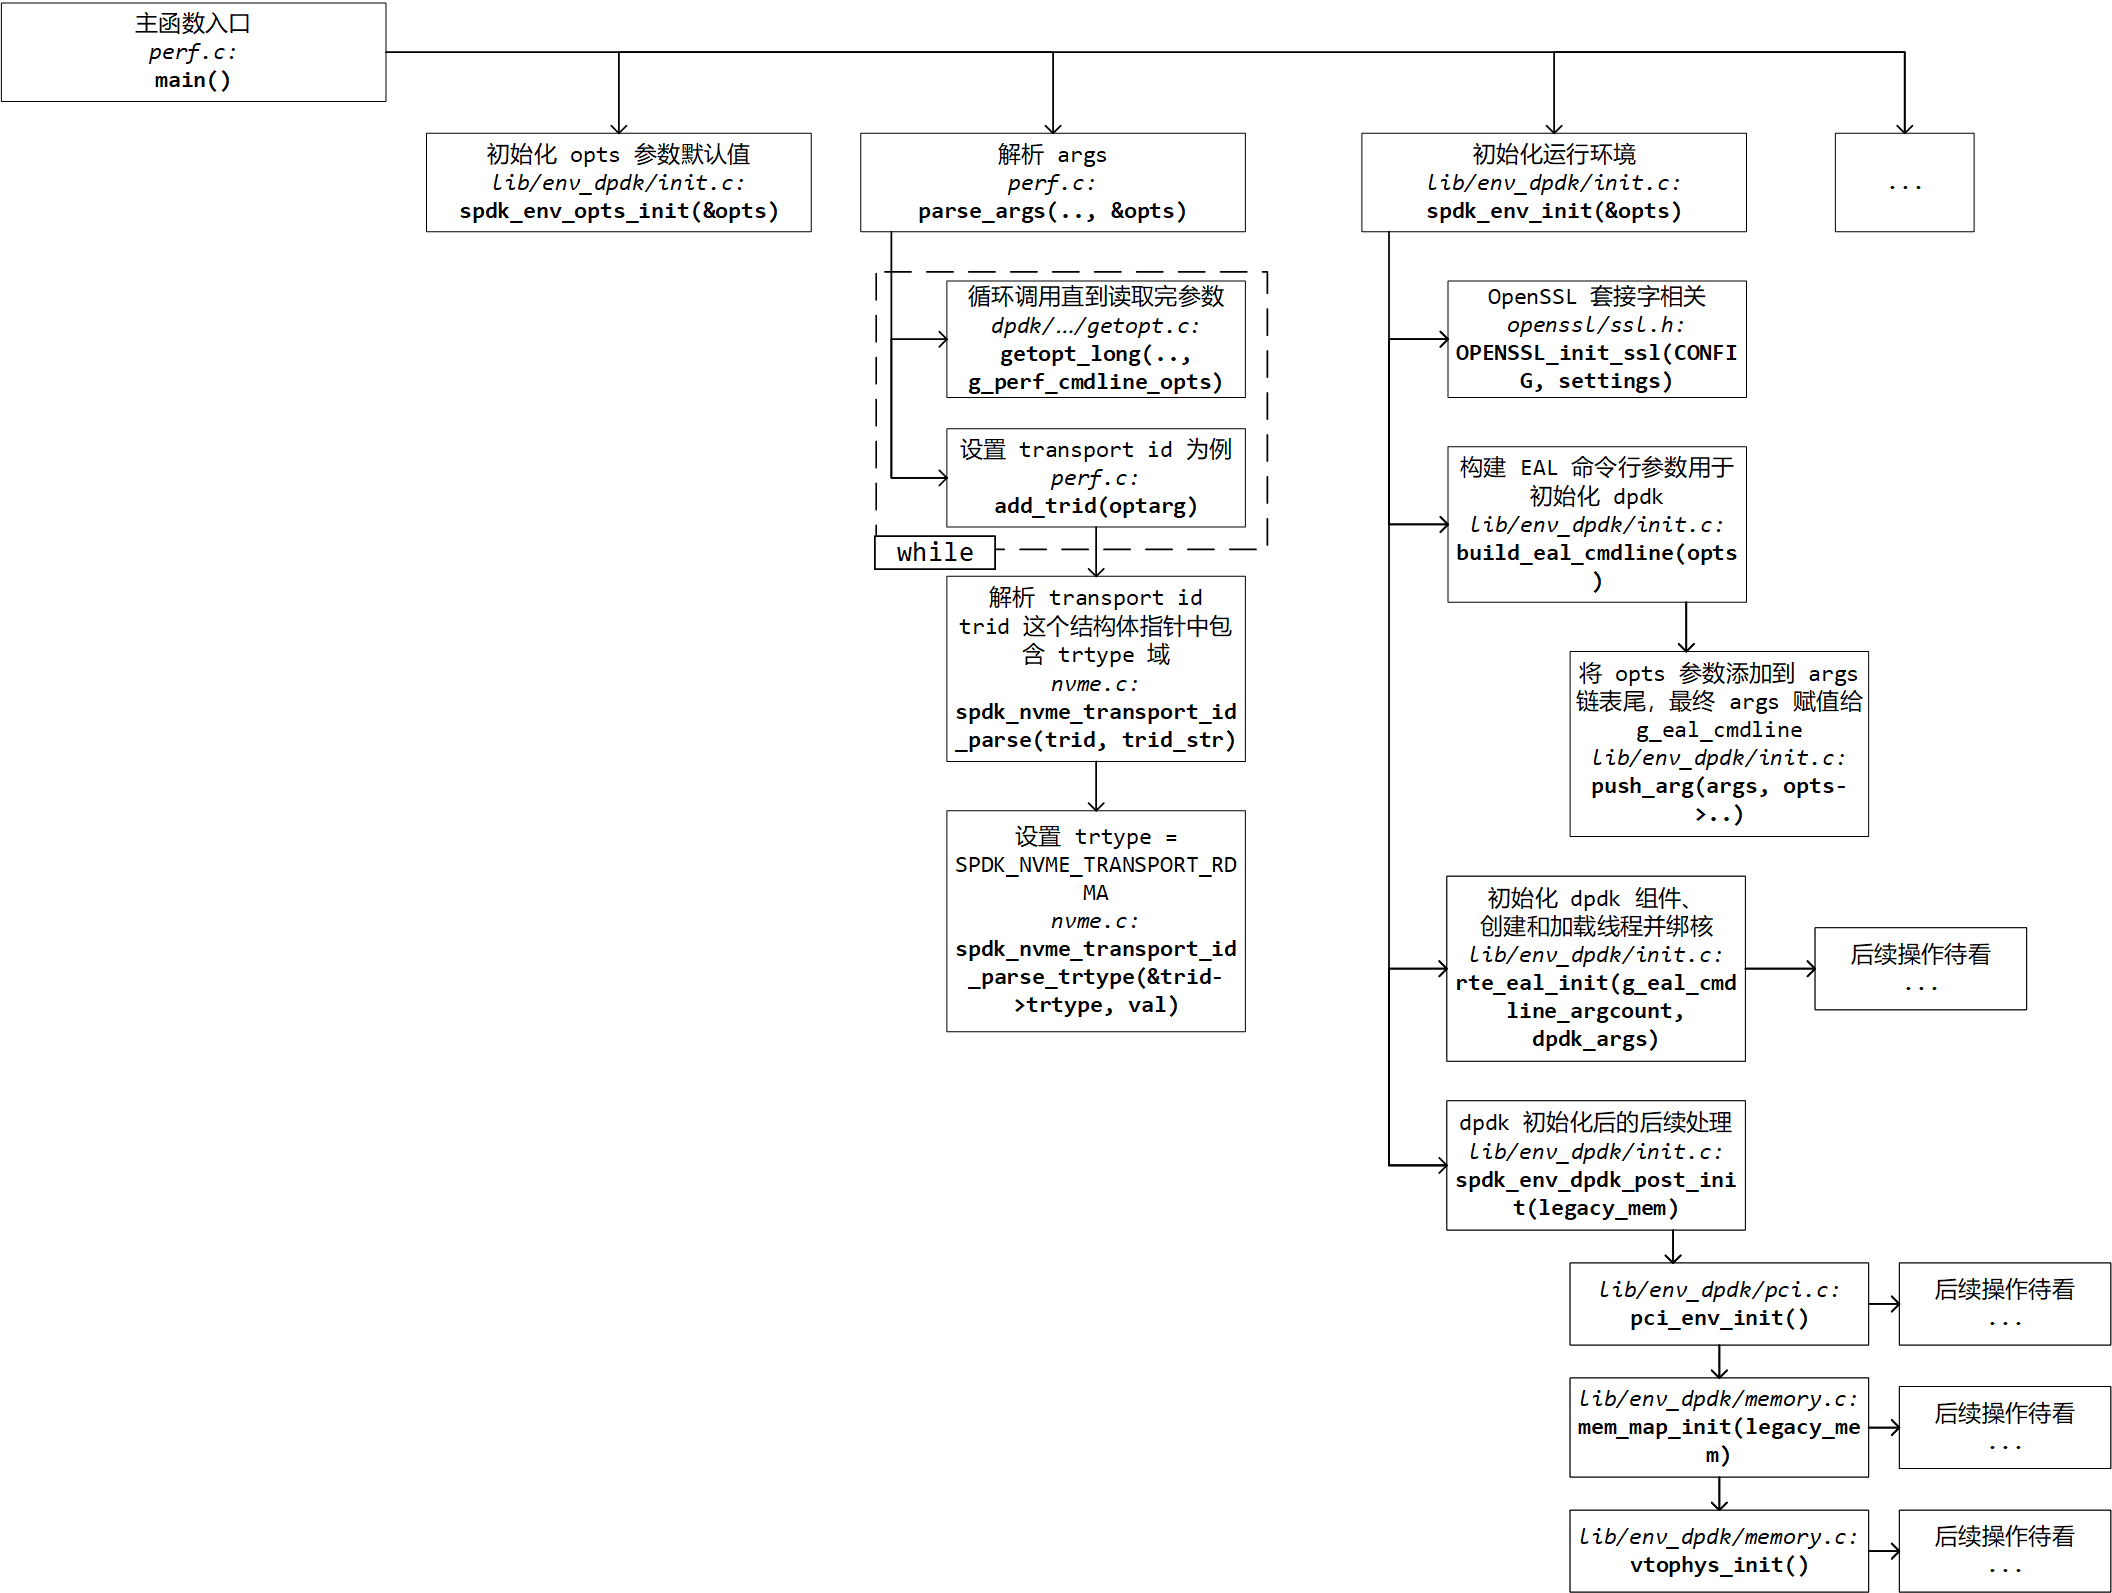 主函数入口
perf.c:
main()
初始化 opts 参数默认值
lib/env_dpdk/init.c:
spdk_env_opts_init(&opts)
解析 args
perf.c:
parse_args(.., &opts)
初始化运行环境
lib/env_dpdk/init.c:
spdk_env_init(&opts)
...
循环调用直到读取完参数
dpdk/…/getopt.c:
getopt_long(..,
g_perf_cmdline_opts)
设置 transport id 为例
perf.c:
add_trid(optarg)
while
解析 transport id
trid 这个结构体指针中包
含 trtype 域
nvme.c:
spdk_nvme_transport_id
_parse(trid, trid_str)
设置 trtype =
SPDK_NVME_TRANSPORT_RD
MA
nvme.c:
spdk_nvme_transport_id
_parse_trtype(&trid-
>trtype, val)
OpenSSL 套接字相关
openssl/ssl.h:
OPENSSL_init_ssl(CONFI
G, settings)
构建 EAL 命令行参数用于
初始化 dpdk
lib/env_dpdk/init.c:
build_eal_cmdline(opts
)
将 opts 参数添加到 args
链表尾，最终 args 赋值给
g_eal_cmdline
lib/env_dpdk/init.c:
push_arg(args, opts-
>..)
初始化 dpdk 组件、
创建和加载线程并绑核
lib/env_dpdk/init.c:
rte_eal_init(g_eal_cmd
line_argcount,
dpdk_args)
后续操作待看
...
dpdk 初始化后的后续处理
lib/env_dpdk/init.c:
spdk_env_dpdk_post_ini
t(legacy_mem)
lib/env_dpdk/pci.c:
pci_env_init()
后续操作待看
...
lib/env_dpdk/memory.c:
mem_map_init(legacy_me
m)
后续操作待看
...
lib/env_dpdk/memory.c:
vtophys_init()
后续操作待看
...